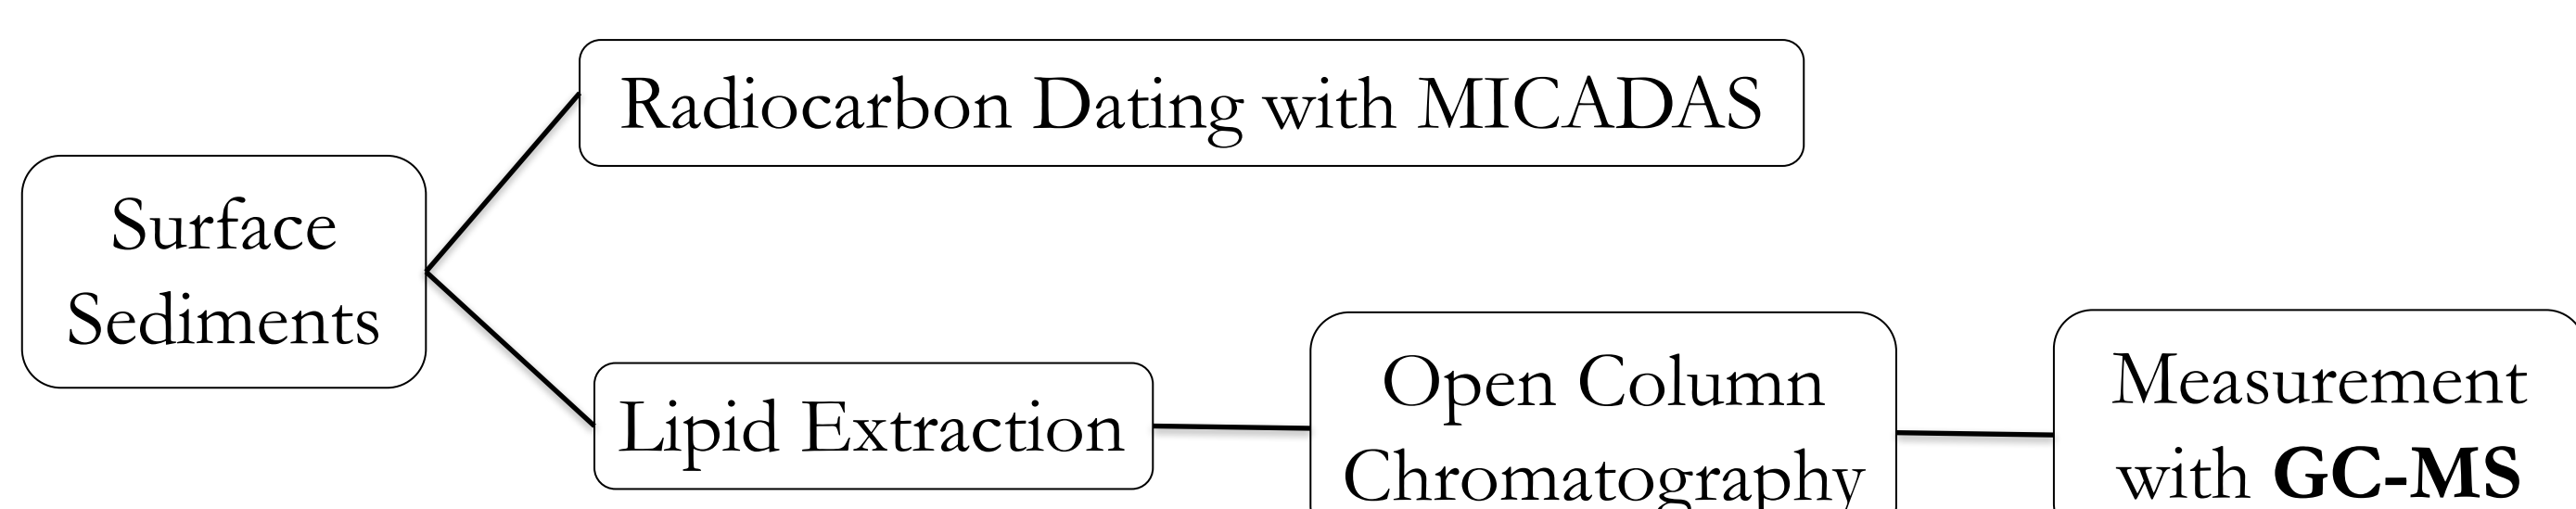 Radiocarbon Dating with MICADAS
Surface
Sediments
Lipid Extraction
Open Column
Chromatography
Measurement
with GC-MS